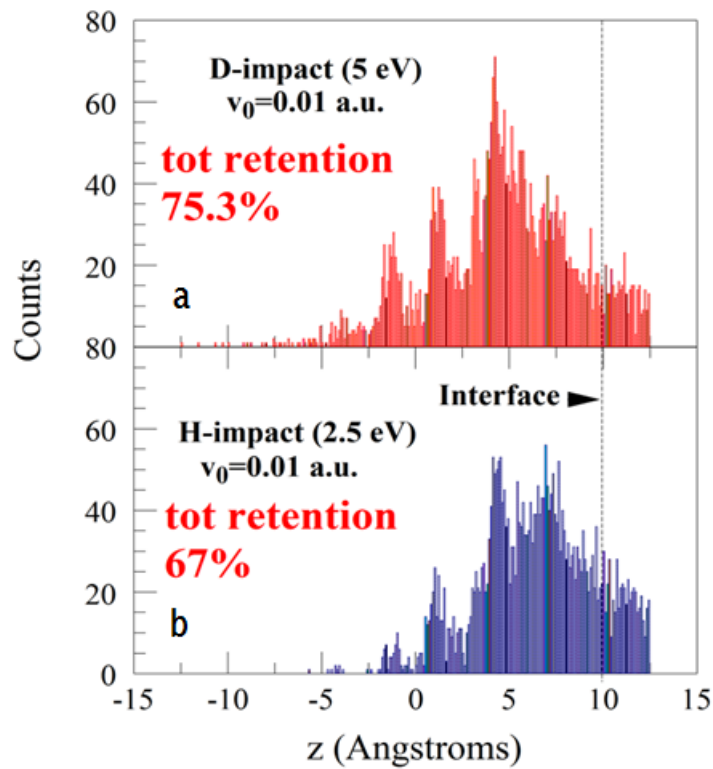 80
60
40
20
80
60
40
20
0
Counts
D-impact (5 eV)
v₀=0.01 a.u.
tot retention
75.3%
a
Interface
H-impact (2.5 eV)
v₀=0.01 a.u.
tot retention
67%
b
-15 -10 -5 0 5 10 15
z (Angstroms)